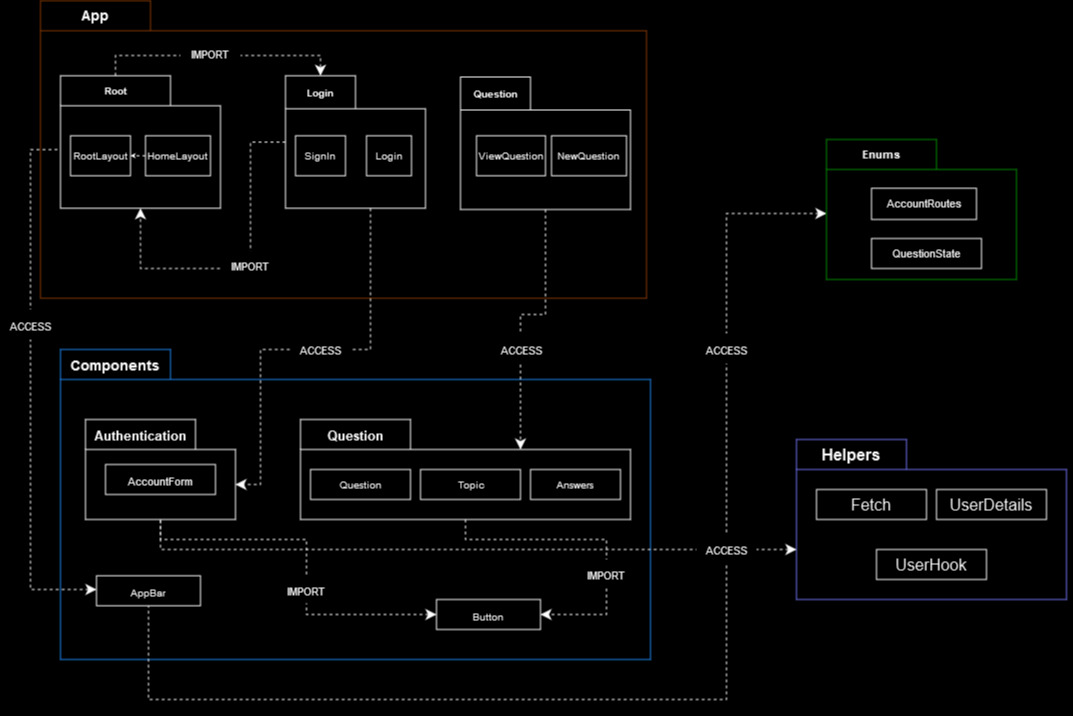 App
IMPORT
Root
Login
Question
RootLayout
HomeLayout
SignIn
Login
ViewQuestion
NewQuestion
IMPORT
Enums
AccountRoutes
QuestionState
ACCESS
ACCESS
ACCESS
ACCESS
Components
Authentication
AccountForm
Question
Question
Topic
Answers
Helpers
Fetch
UserDetails
UserHook
ACCESS
IMPORT
IMPORT
AppBar
Button